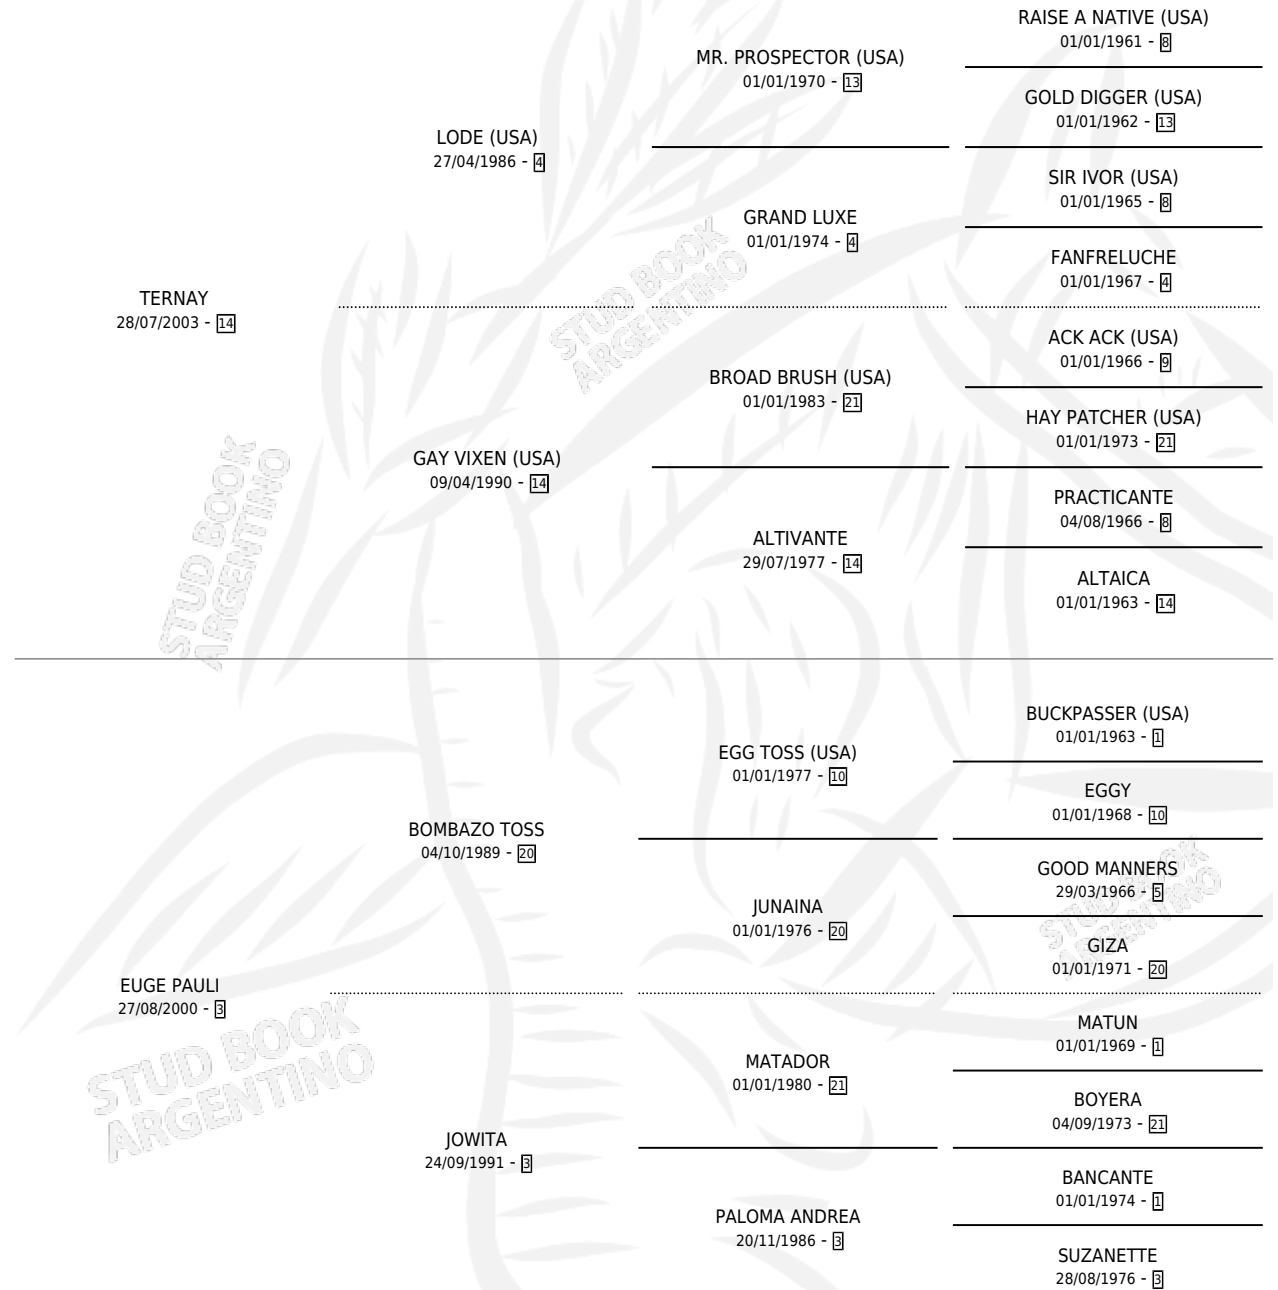 RAISE A NATIVE (USA)
01/01/1961 - 8
MR. PROSPECTOR (USA)
01/01/1970 - 13
GOLD DIGGER (USA)
01/01/1962 - 13
LODE (USA)
27/04/1986 - 4
SIR IVOR (USA)
01/01/1965 - 8
GRAND LUXE
01/01/1974 - 4
FANFRELUCHE
01/01/1967 - 4
TERNAY
28/07/2003 - 14
ACK ACK (USA)
01/01/1966 - 9
BROAD BRUSH (USA)
01/01/1983 - 21
HAY PATCHER (USA)
01/01/1973 - 21
GAY VIXEN (USA)
09/04/1990 - 14
PRACTICANTE
04/08/1966 - 8
ALTIVANTE
29/07/1977 - 14
ALTAICA
01/01/1963 - 14
BUCKPASSER (USA)
01/01/1963 - 1
EGG TOSS (USA)
01/01/1977 - 10
EGGY
01/01/1968 - 10
BOMBAZO TOSS
04/10/1989 - 20
GOOD MANNERS
29/03/1966 - 5
JUNAINA
01/01/1976 - 20
GIZA
01/01/1971 - 20
EUGE PAULI
27/08/2000 - 3
MATUN
01/01/1969 - 1
MATADOR
01/01/1980 - 21
BOYERA
04/09/1973 - 21
JOWITA
24/09/1991 - 3
BANCANTE
01/01/1974 - 1
PALOMA ANDREA
20/11/1986 - 3
SUZANETTE
28/08/1976 - 3
STUD BOOK
ARGENTINO
STUD BOOK
ARGENTINO
STUD BOOK
ARGENTINO
STUD BOOK
ARGENTINO